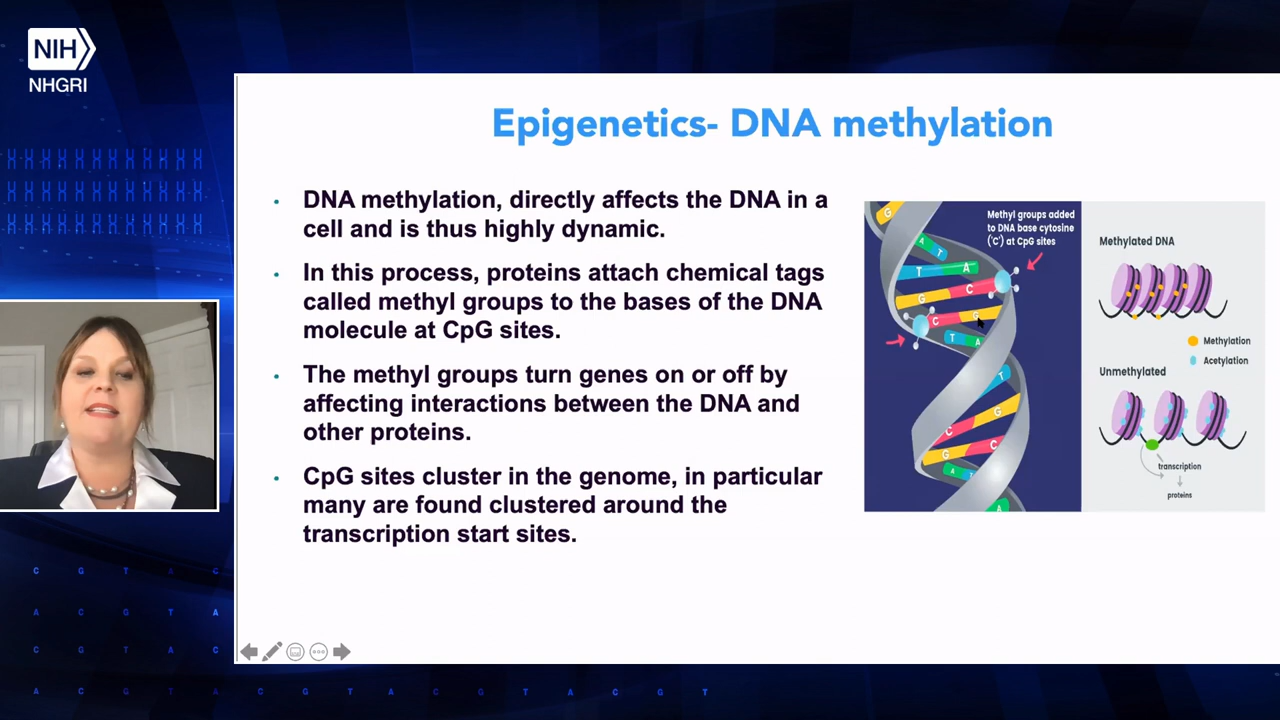 NIH
NHGRI
Epigenetics- DNA methylation
• DNA methylation, directly affects the DNA in a
cell and is thus highly dynamic.
• In this process, proteins attach chemical tags
called methyl groups to the bases of the DNA
molecule at CpG sites.
• The methyl groups turn genes on or off by
affecting interactions between the DNA and
other proteins.
• CpG sites cluster in the genome, in particular
many are found clustered around the
transcription start sites.
Methyl groups added
to DNA base cytosine
('C') at CpG sites
G
A T
T A
G C
C G
T A
T
G
C
C
G
A T
A
Methylated DNA
Methylation
Acetylation
Unmethylated
transcription
proteins
C G T A C
A C G T A
C G T A C
A C G T A C G T A C G T A C G T